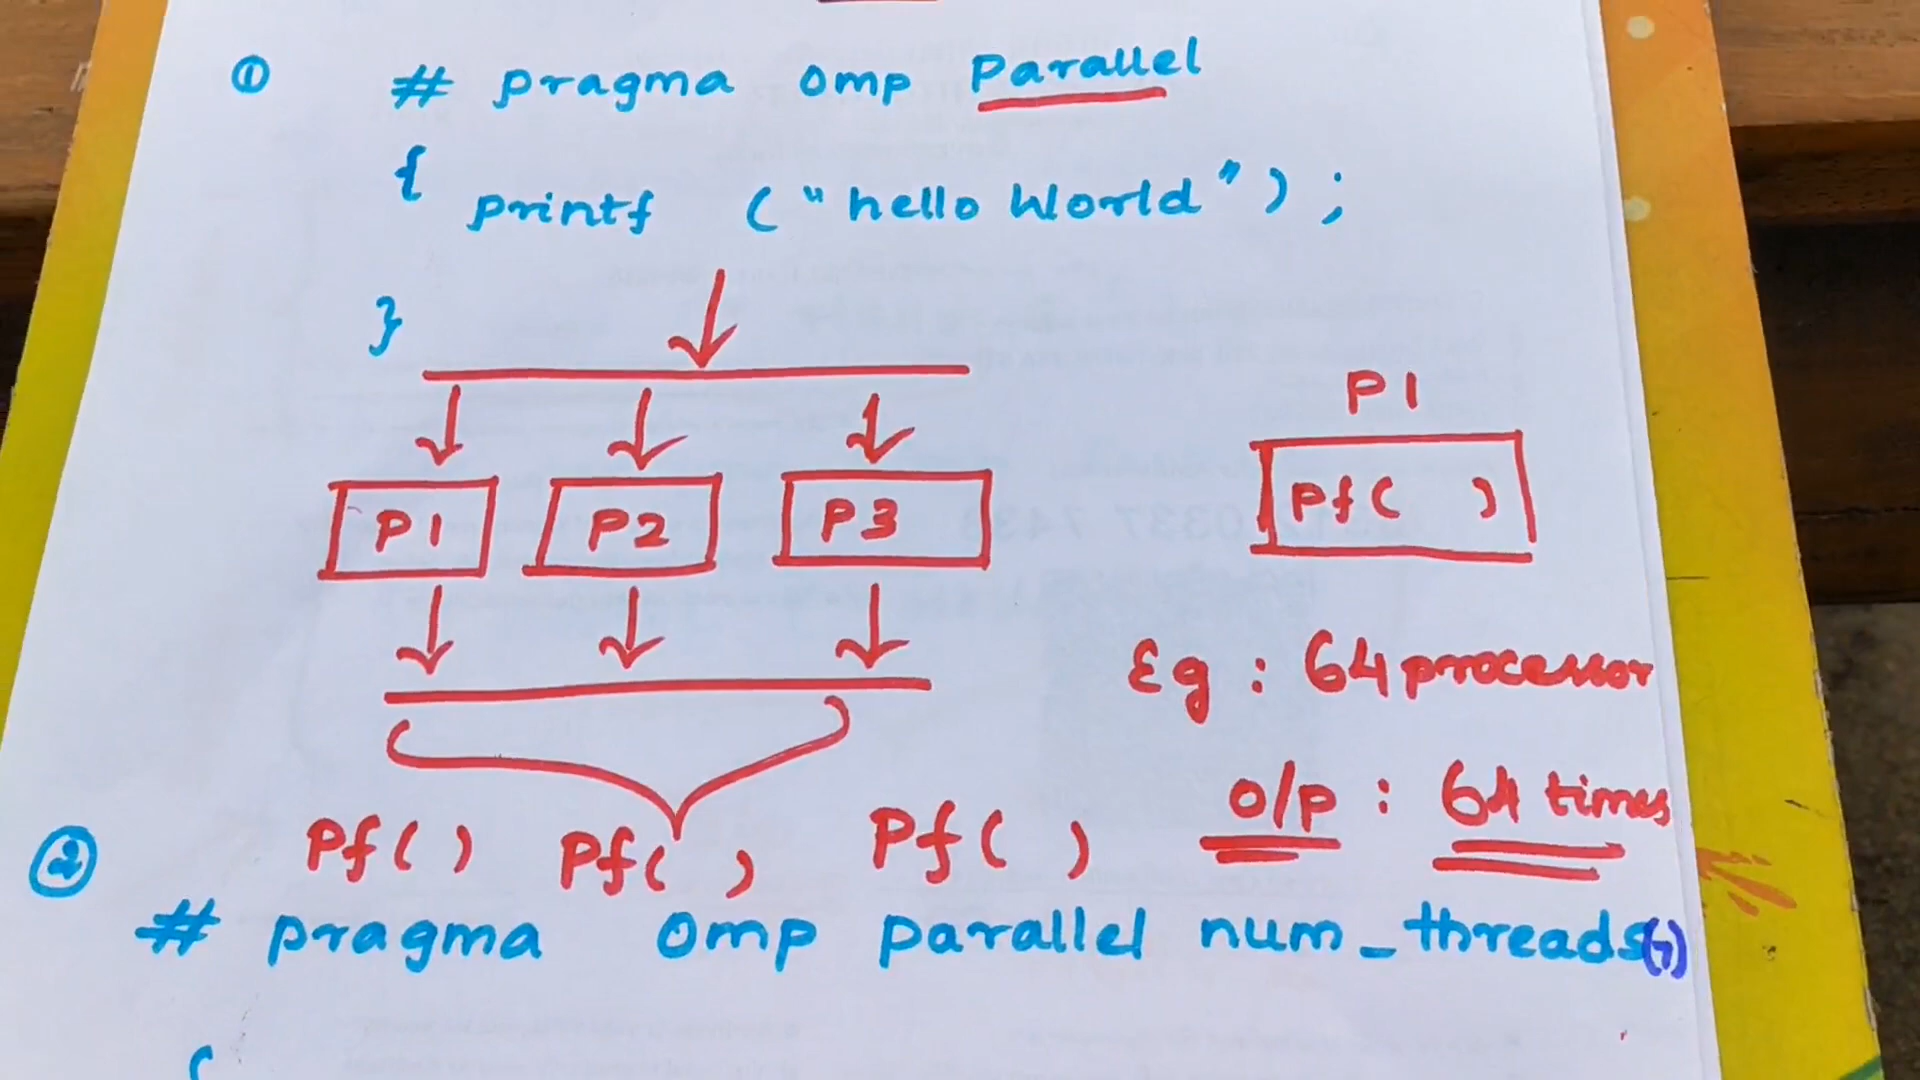 ① # pragma omp Parallel
{ printf ("hello World");
}
P1 P2 P3
P1
Pf( )
Eg : 64 processor
o/p : 64 times
Pf( ) Pf( ) Pf( )
② # pragma omp parallel num_threads
{